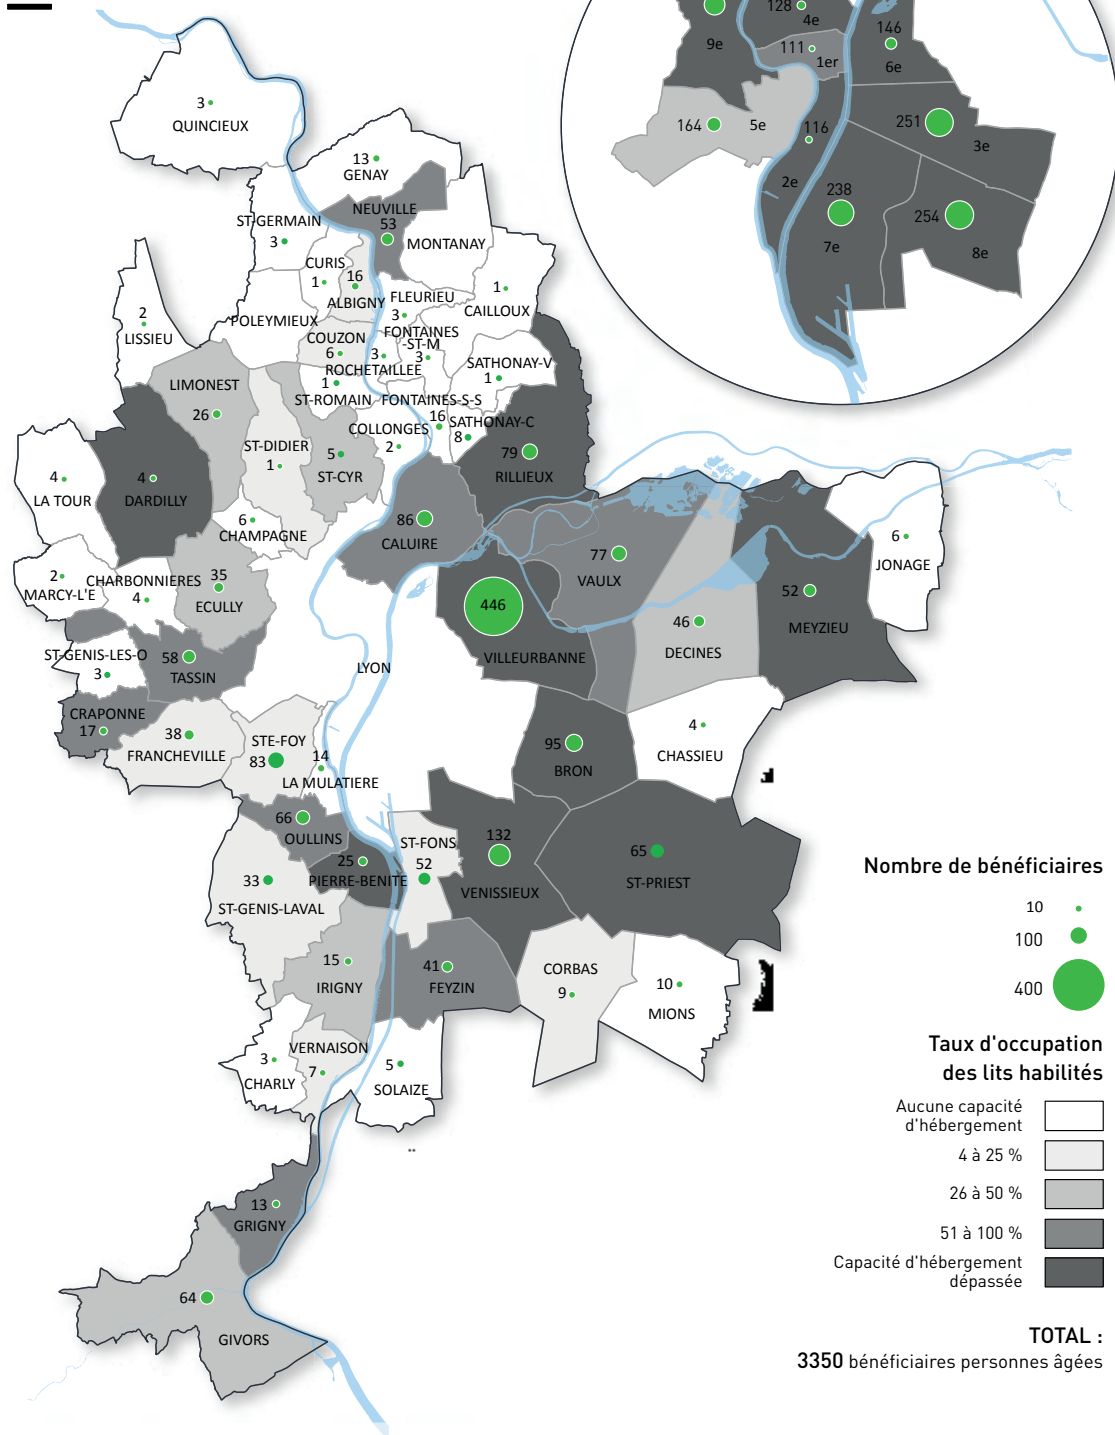 128
4e
9e
146
6e
111
1er
164
5e
116
251
3e
2e
238
7e
254
8e
3
QUINCIEUX
13
GENAY
NEUVILLE
53
ST-GERMAIN
3
MONTANAY
CURIS
1
16
ALBIGNY
FLEURIEU
3
1
CAILLOUX
2
LISSIEU
POLEYMIEUX
COUZON
6
FONTAINES
-ST-M
3
3
ROCHETAILLEE
SATHONAY-V
1
1
ST-ROMAIN
FONTAINES-S-S
16
LIMONEST
26
COLLONGES
2
SATHONAY-C
8
ST-DIDIER
1
5
ST-CYR
79
RILLIEUX
4
LA TOUR
4
DARDILLY
6
CHAMPAGNE
86
CALUIRE
77
VAULX
6
JONAGE
2
MARCY-L'E
CHARBONNIERES
4
35
ECULLY
446
VILLEURBANNE
52
MEYZIEU
46
DECINES
ST-GENIS-LES-O
3
58
TASSIN
LYON
CRAPONNE
17
38
FRANCHEVILLE
STE-FOY
83
14
LA MULATIERE
95
BRON
4
CHASSIEU
66
OULLINS
ST-FONS
52
132
VENISSIEUX
65
ST-PRIEST
25
PIERRE-BENITE
33
ST-GENIS-LAVAL
15
IRIGNY
41
FEYZIN
CORBAS
9
10
MIONS
3
CHARLY
VERNAISON
7
5
SOLAIZE
13
GRIGNY
64
GIVORS
Nombre de bénéficiaires
10
100
400
Taux d'occupation
des lits habilités
Aucune capacité
d'hébergement
4 à 25 %
26 à 50 %
51 à 100 %
Capacité d'hébergement
dépassée
TOTAL :
3350 bénéficiaires personnes âgées